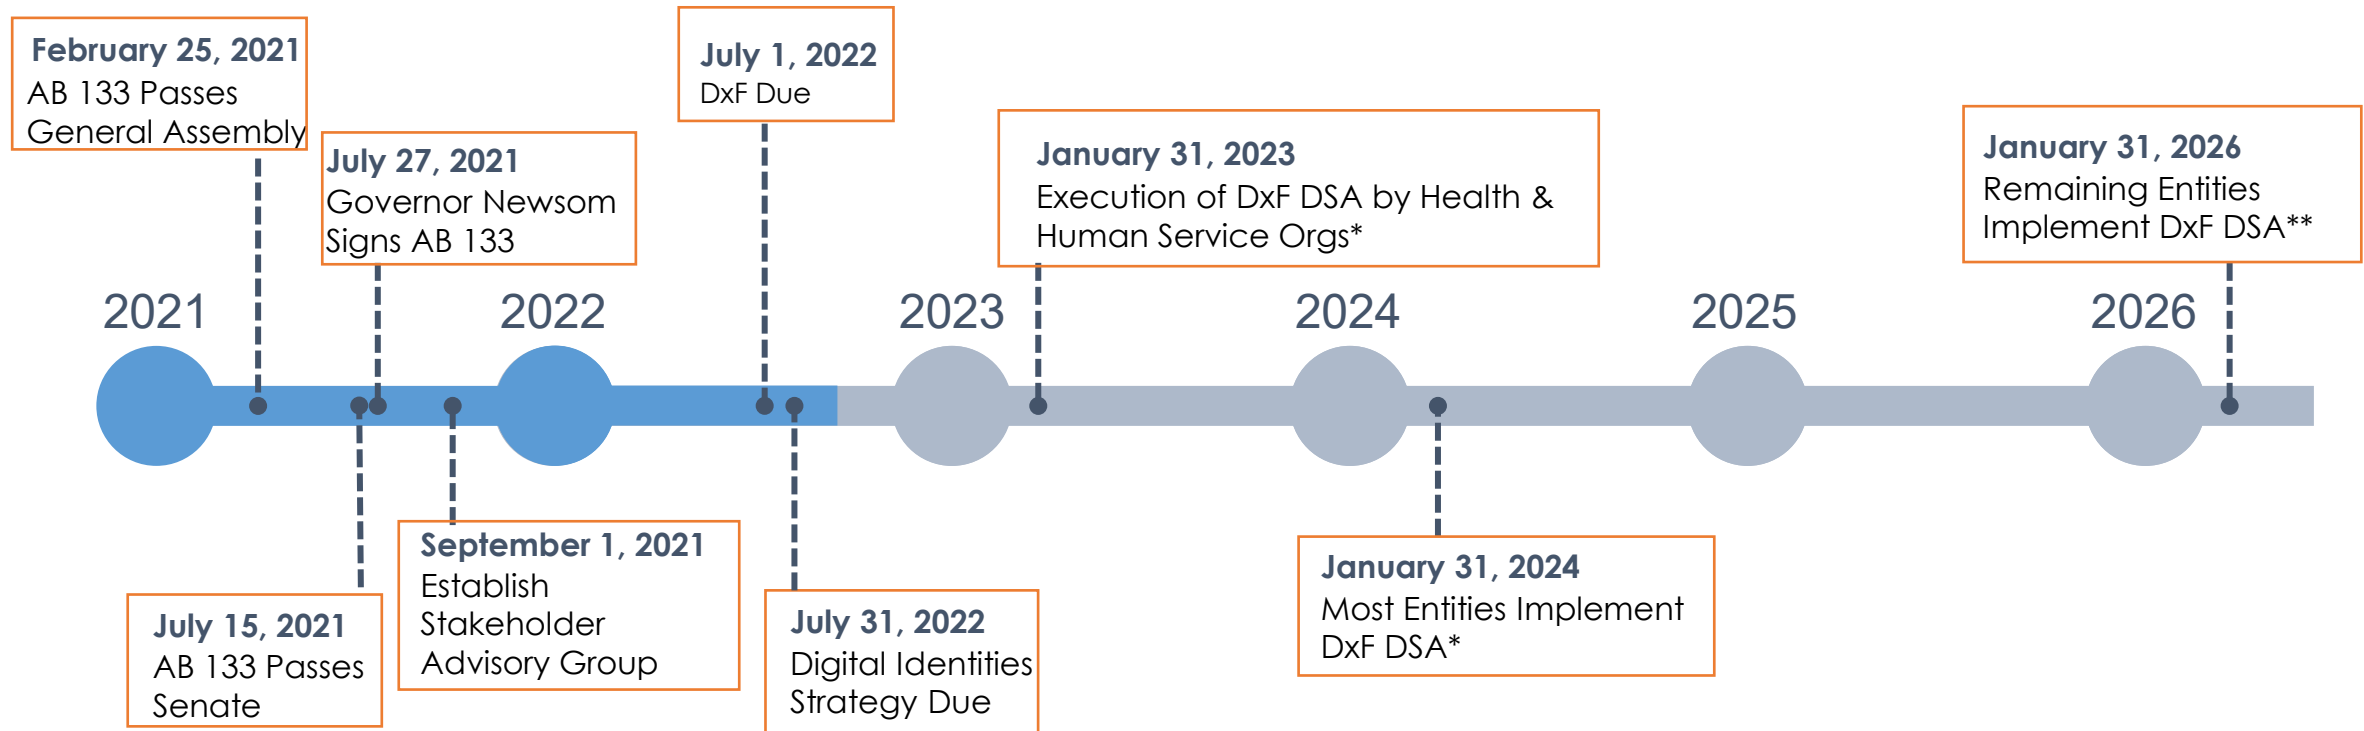 February 25, 2021
AB 133 Passes
General Assembly
July 27, 2021
Governor Newsom
Signs AB 133
July 1, 2022
DxF Due
January 31, 2023
Execution of DxF DSA by Health &
Human Service Orgs*
January 31, 2026
Remaining Entities
Implement DxF DSA**
2021
2022
2023
2024
2025
2026
July 15, 2021
AB 133 Passes
Senate
September 1, 2021
Establish
Stakeholder
Advisory Group
July 31, 2022
Digital Identities
Strategy Due
January 31, 2024
Most Entities Implement
DxF DSA*